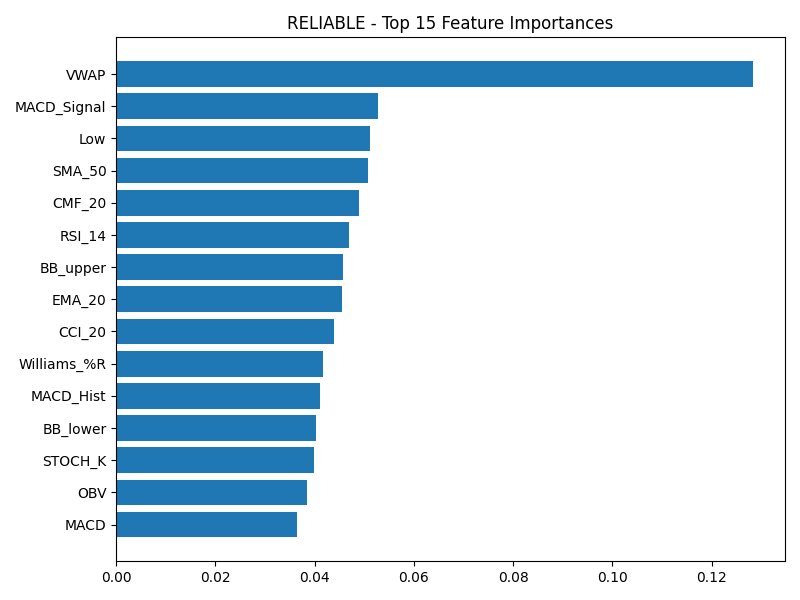 RELIABLE - Top 15 Feature Importances
VWAP
MACD_Signal
Low
SMA_50
CMF_20
RSI_14
BB_upper
EMA_20
CCI_20
Williams_%R
MACD_Hist
BB_lower
STOCH_K
OBV
MACD
0.00 0.02 0.04 0.06 0.08 0.10 0.12